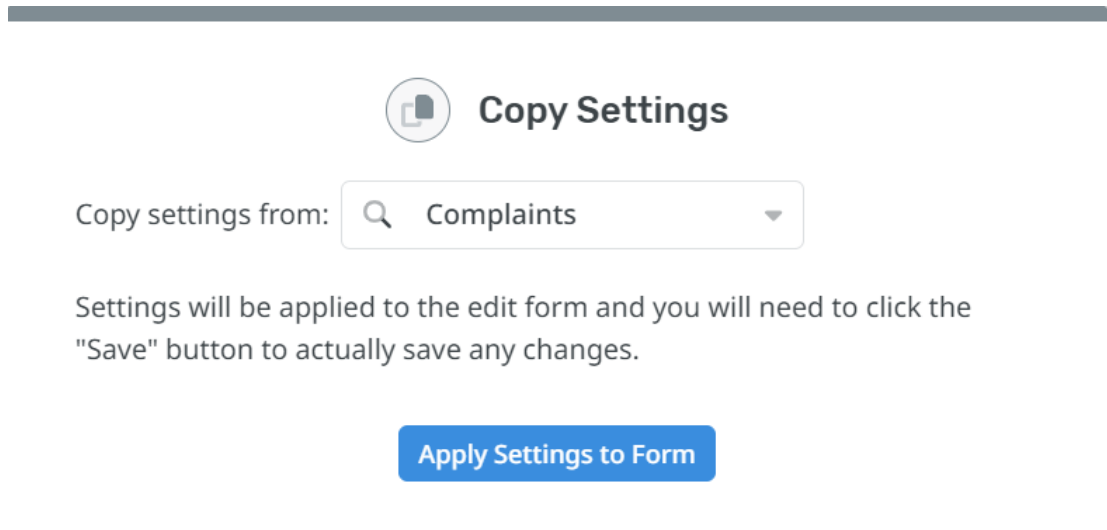 Copy Settings
Copy settings from: Complaints
Settings will be applied to the edit form and you will need to click the
"Save" button to actually save any changes.
Apply Settings to Form